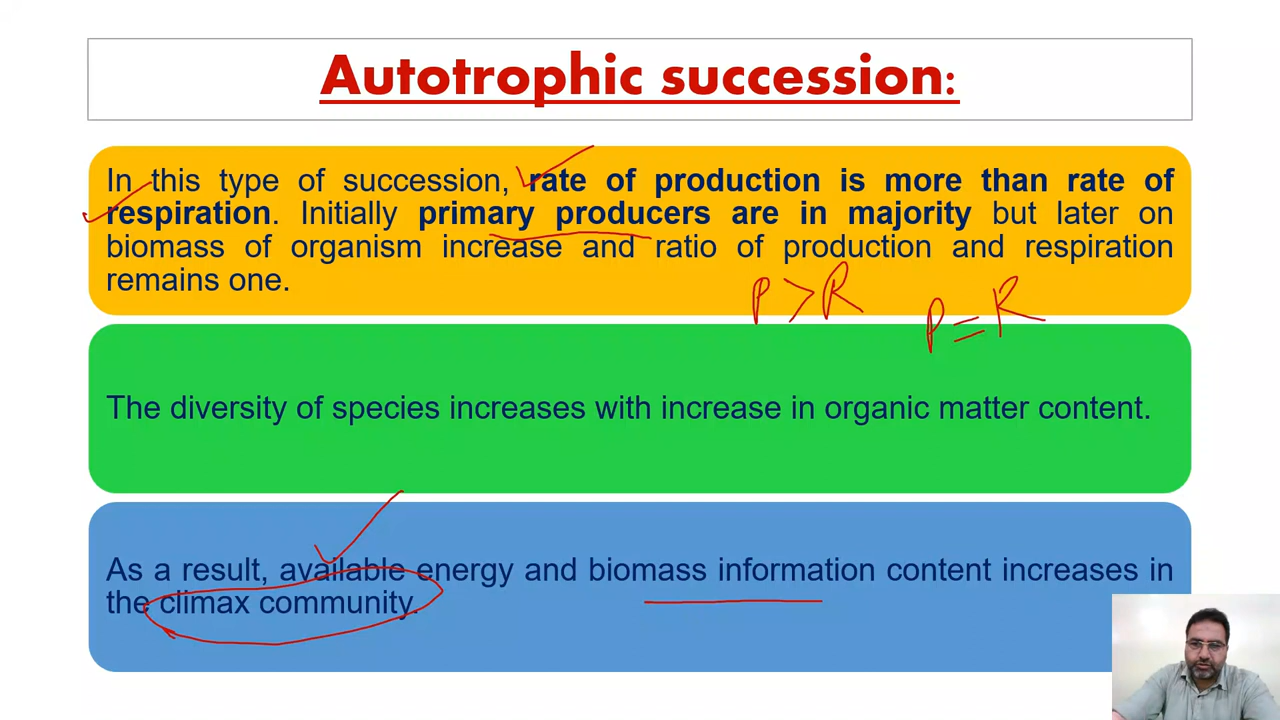 Autotrophic succession:
In this type of succession, rate of production is more than rate of
respiration. Initially primary producers are in majority but later on
biomass of organism increase and ratio of production and respiration
remains one.
P > R
P = R
The diversity of species increases with increase in organic matter content.
As a result, available energy and biomass information content increases in
the climax community.